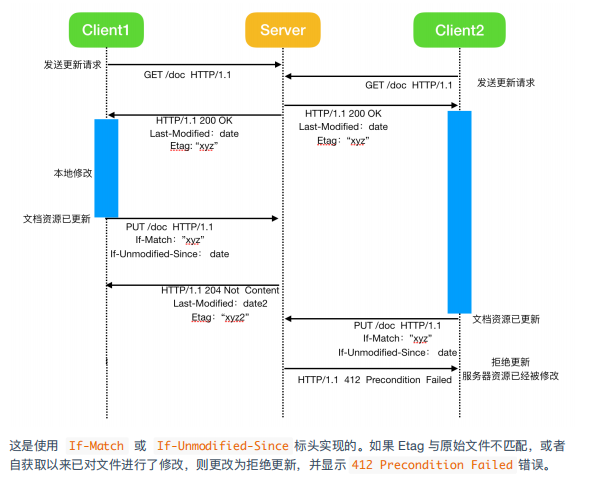 Client1
Server
Client2
发送更新请求
GET /doc HTTP/1.1
GET /doc HTTP/1.1
发送更新请求
HTTP/1.1 200 OK
Last-Modified：date
Etag: “xyz”
HTTP/1.1 200 OK
Last-Modified：date
Etag：“xyz”
本地修改
文档资源已更新
PUT /doc HTTP/1.1
If-Match：”xyz”
If-Unmodified-Since： date
HTTP/1.1 204 Not Content
Last-Modified：date2
Etag：“xyz2”
文档资源已更新
PUT /doc HTTP/1.1
If-Match：”xyz”
If-Unmodified-Since： date
拒绝更新
服务器资源已经被修改
HTTP/1.1 412 Precondition Failed
这是使用 If-Match 或 If-Unmodified-Since 标头实现的。如果 Etag 与原始文件不匹配，或者
自获取以来已对文件进行了修改，则更改为拒绝更新，并显示 412 Precondition Failed 错误。